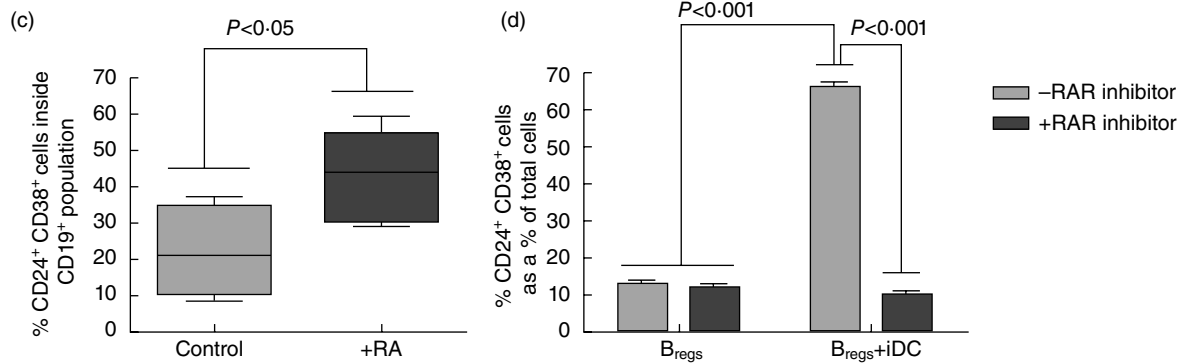 (c)
P<0·05
% CD24+ CD38+ cells inside
CD19+ population
70
60
50
40
30
20
10
0
Control
+RA
(d)
P<0·001
P<0·001
% CD24+ CD38+ cells
as a % of total cells
70
60
50
40
30
20
10
0
Bregs
Bregs+iDC
–RAR inhibitor
+RAR inhibitor